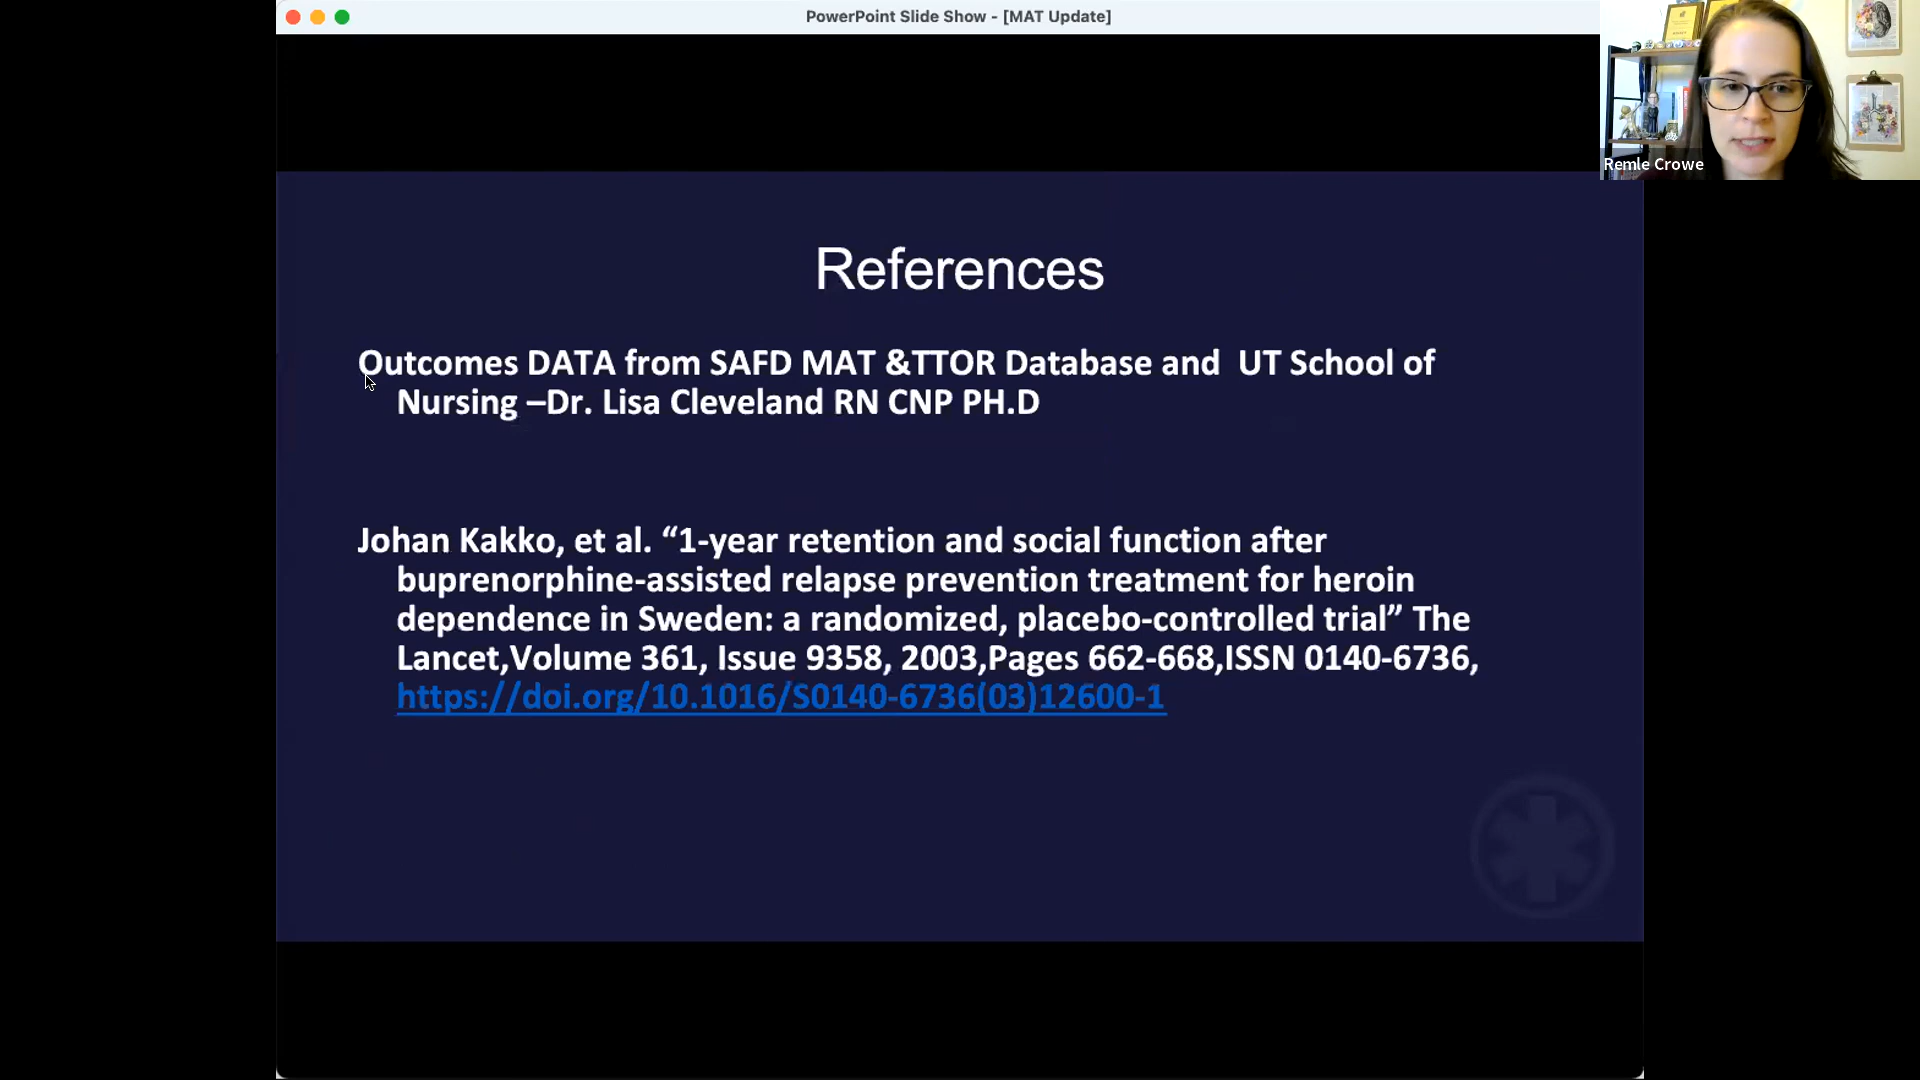 PowerPoint Slide Show - [MAT Update]
Remle Crowe
References
Outcomes DATA from SAFD MAT &TTOR Database and UT School of
Nursing –Dr. Lisa Cleveland RN CNP PH.D
Johan Kakko, et al. “1-year retention and social function after
buprenorphine-assisted relapse prevention treatment for heroin
dependence in Sweden: a randomized, placebo-controlled trial” The
Lancet,Volume 361, Issue 9358, 2003,Pages 662-668,ISSN 0140-6736,
https://doi.org/10.1016/S0140-6736(03)12600-1